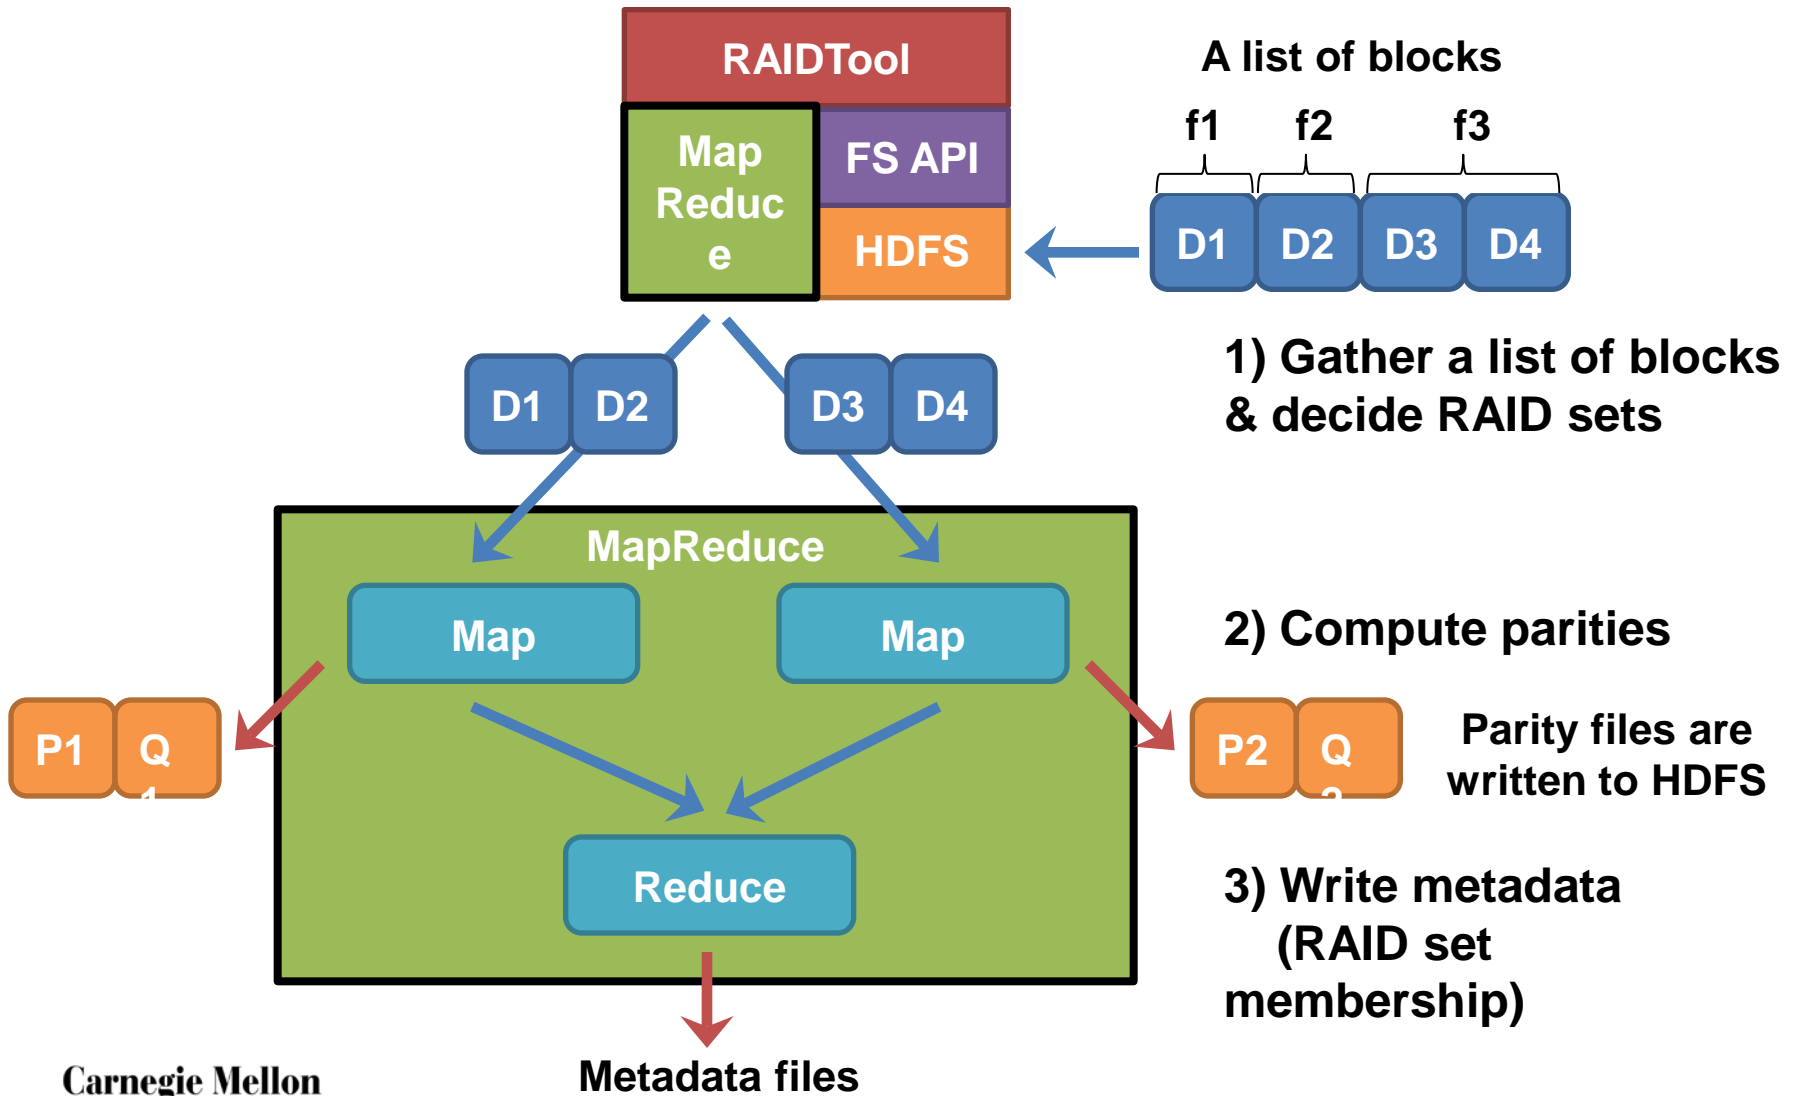 RAIDTool
A list of blocks
f1 f2 f3
Map
Reduc
e
FS API
HDFS
D1 D2 D3 D4
1) Gather a list of blocks
& decide RAID sets
D1 D2 D3 D4
MapReduce
Map Map
2) Compute parities
P1 Q
P2 Q
Parity files are
written to HDFS
Reduce
3) Write metadata
(RAID set
membership)
Metadata files
Carnegie Mellon